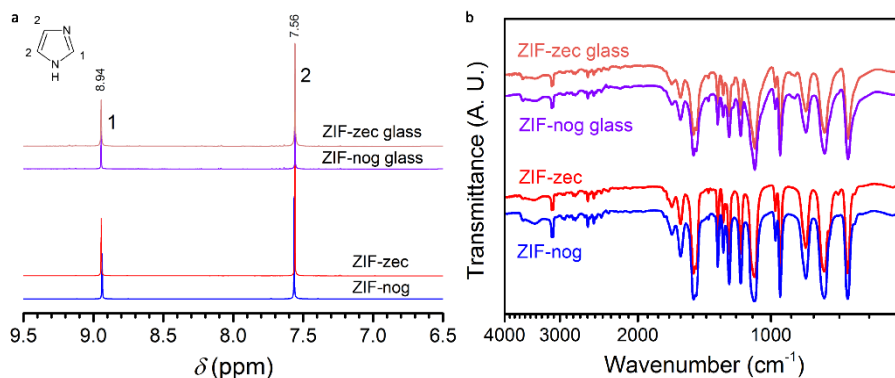 a
2
N
2
1
N
H
8.94
1
7.56
2
ZIF-zec glass
ZIF-nog glass
ZIF-zec
ZIF-nog
9.5 9.0 8.5 8.0 7.5 7.0 6.5
δ (ppm)
b
Transmittance (A. U.)
ZIF-zec glass
ZIF-nog glass
ZIF-zec
ZIF-nog
4000 3000 2000 1000
Wavenumber (cm⁻¹)